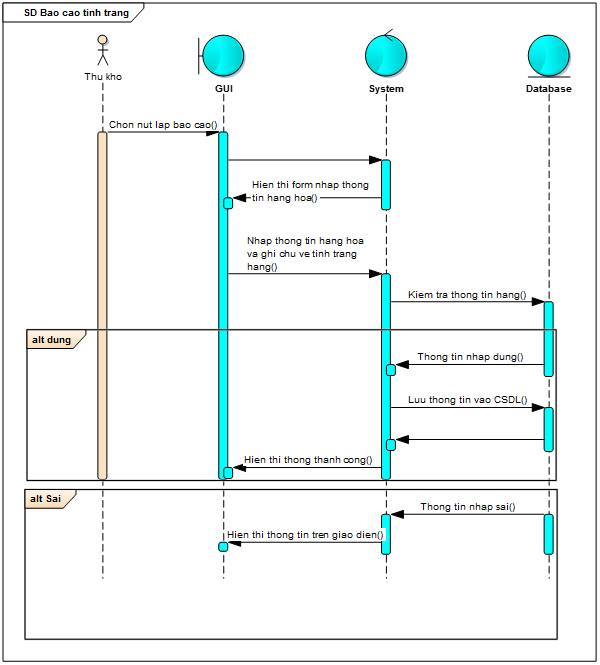 SD Bao cao tinh trang
Thu kho
GUI
System
Database
Chon nut lap bao cao()
Hien thi form nhap thong
tin hang hoa()
Nhap thong tin hang hoa
va ghi chu ve tinh trang
hang()
Kiem tra thong tin hang()
alt dung
Thong tin nhap dung()
Luu thong tin vao CSDL()
Hien thi thong thanh cong()
alt Sai
Thong tin nhap sai()
Hien thi thong tin tren giao dien()